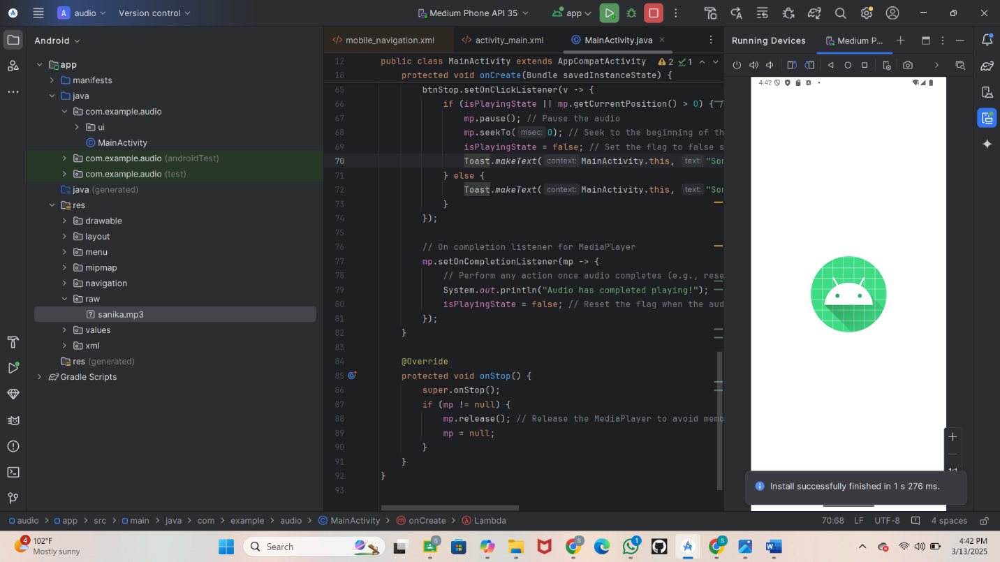 A audio
Version control
Medium Phone API 35
app
Android
mobile_navigation.xml
activity_main.xml
MainActivity.java
Running Devices
Medium P...
app
manifests
java
com.example.audio
ui
MainActivity
com.example.audio (androidTest)
com.example.audio (test)
java (generated)
res
drawable
layout
menu
mipmap
navigation
raw
sanika.mp3
values
xml
res (generated)
Gradle Scripts
12 public class MainActivity extends AppCompatActivity 2 1
18 protected void onCreate(Bundle savedInstanceState) {
65 btnStop.setOnClickListener(v -> {
66 if (isPlayingState || mp.getCurrentPosition() > 0) { /
67 mp.pause(); // Pause the audio
68 mp.seekTo( msec: 0); // Seek to the beginning of th
69 isPlayingState = false; // Set the flag to false s
70 Toast.makeText( context: MainActivity.this, text: "Son
71 } else {
72 Toast.makeText( context: MainActivity.this, text: "Son
73 }
74 });
75
76 // On completion listener for MediaPlayer
77 mp.setOnCompletionListener(mp -> {
78 // Perform any action once audio completes (e.g., rese
79 System.out.println("Audio has completed playing!");
80 isPlayingState = false; // Reset the flag when the aud
81 });
82 }
83
84 @Override
85 protected void onStop() {
86 super.onStop();
87 if (mp != null) {
88 mp.release(); // Release the MediaPlayer to avoid memo
89 mp = null;
90 }
91 }
92 }
93
4:42
1:1
Install successfully finished in 1 s 276 ms.
audio > app > src > main > java > com > example > audio > MainActivity > onCreate > Lambda
70:68 LF UTF-8 4 spaces
4
102°F
Mostly sunny
Search
S
S
1
S
4:42 PM
3/13/2025